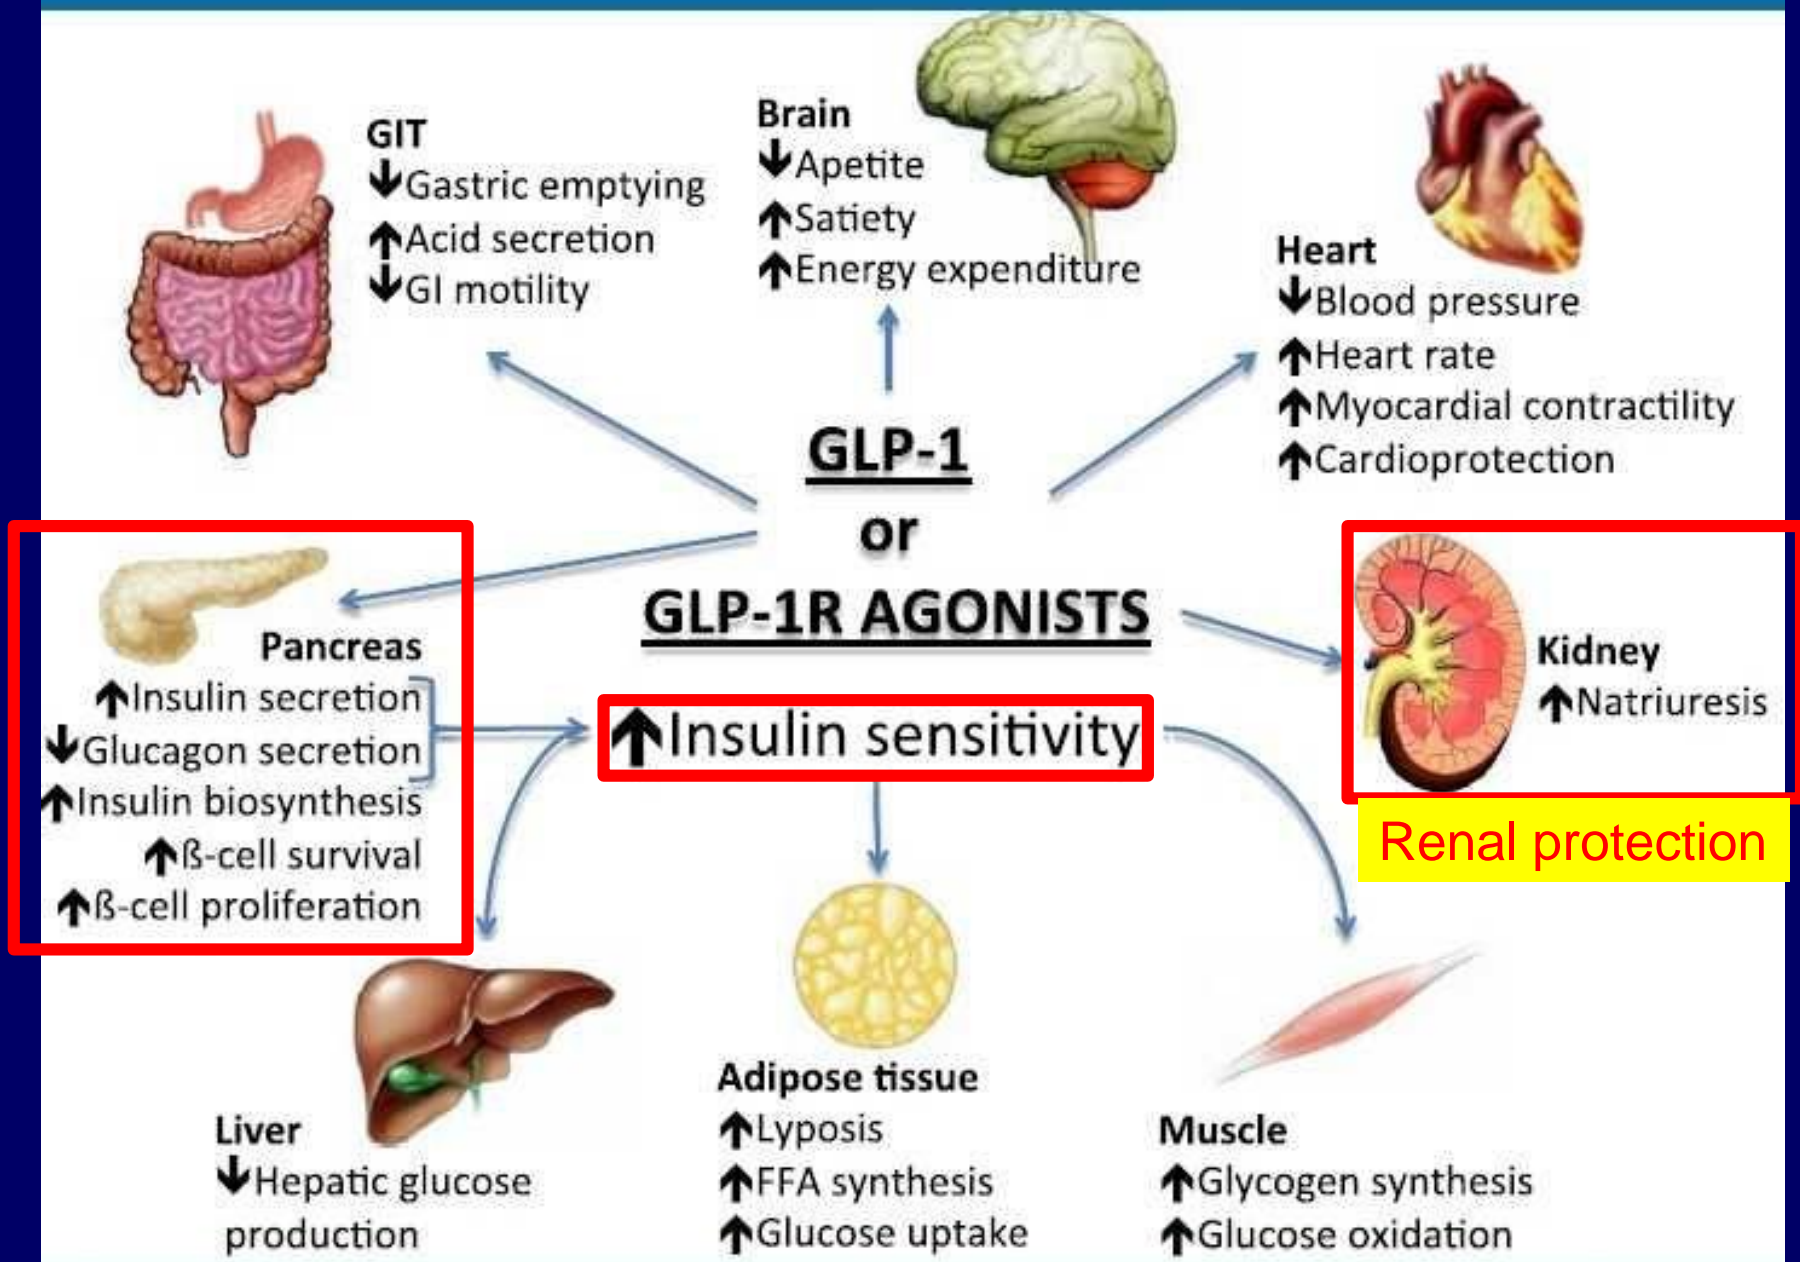 GIT
↓Gastric emptying
↑Acid secretion
↓GI motility
Brain
↓Apetite
↑Satiety
↑Energy expenditure
Heart
↓Blood pressure
↑Heart rate
↑Myocardial contractility
↑Cardioprotection
GLP-1
or
GLP-1R AGONISTS
Pancreas
↑Insulin secretion
↓Glucagon secretion
↑Insulin biosynthesis
↑ß-cell survival
↑ß-cell proliferation
↑Insulin sensitivity
Kidney
↑Natriuresis
Renal protection
Liver
↓Hepatic glucose
production
Adipose tissue
↑Lyposis
↑FFA synthesis
↑Glucose uptake
Muscle
↑Glycogen synthesis
↑Glucose oxidation